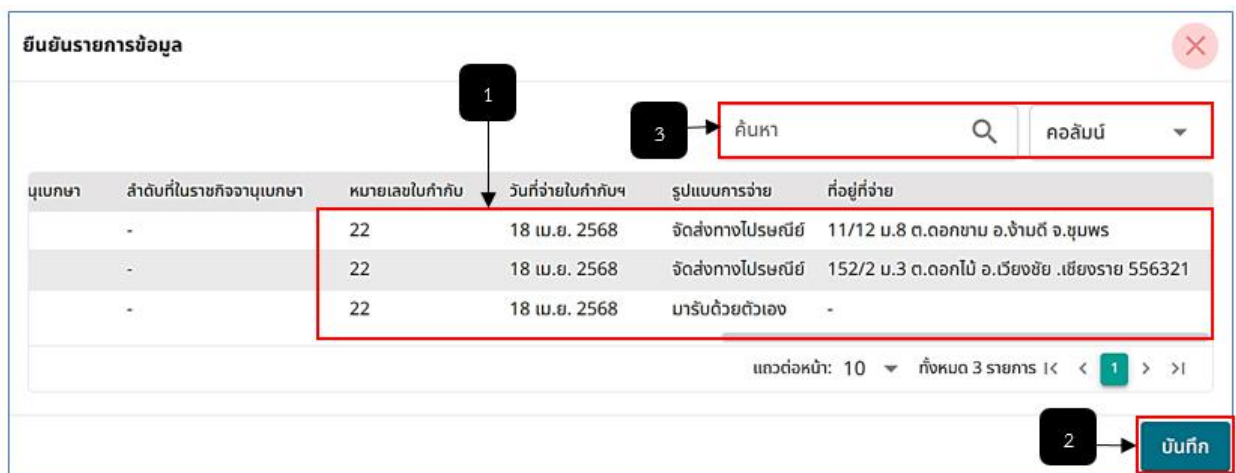 ยืนยันรายการข้อมูล
1
3
ค้นหา
คอลัมน์
นุเบกษา ลำดับที่ในราชกิจจานุเบกษา หมายเลขใบกำกับ วันที่จ่ายใบกำกับฯ รูปแบบการจ่าย ที่อยู่ที่จ่าย
- 22 18 เม.ย. 2568 จัดส่งทางไปรษณีย์ 11/12 ม.8 ต.ดอกขาม อ.ง้ามดี จ.ชุมพร
- 22 18 เม.ย. 2568 จัดส่งทางไปรษณีย์ 152/2 ม.3 ต.ดอกไม้ อ.เวียงชัย .เชียงราย 556321
- 22 18 เม.ย. 2568 มารับด้วยตัวเอง -
แถวต่อหน้า: 10 ทั้งหมด 3 รายการ 1
2
บันทึก